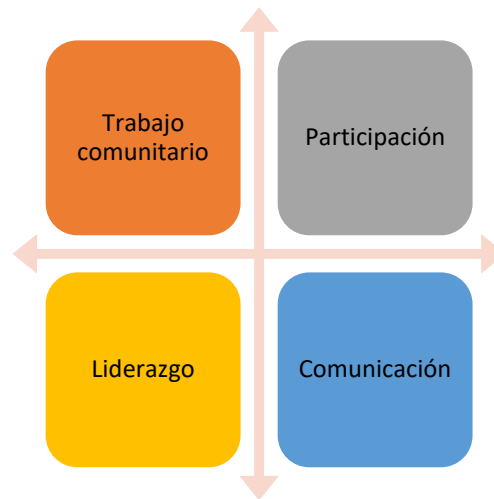 Trabajo
comunitario
Participación
Liderazgo
Comunicación